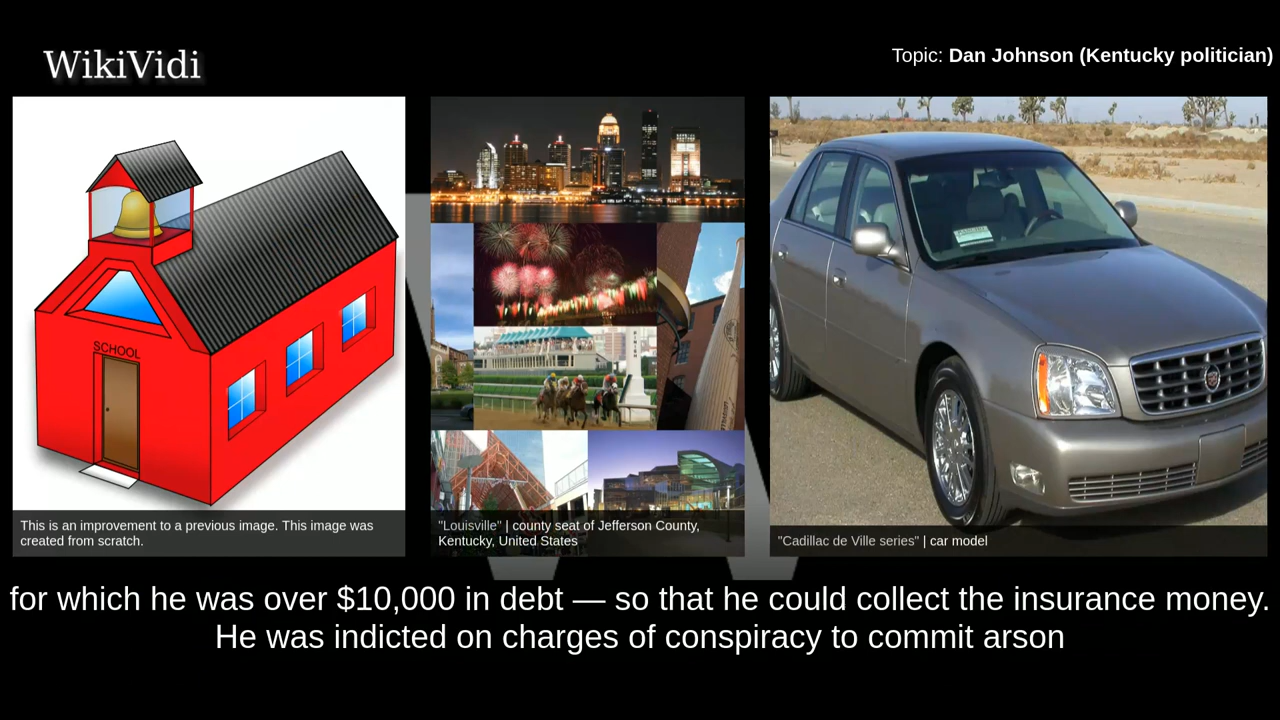 WikiVidi
Topic: Dan Johnson (Kentucky politician)
SCHOOL
This is an improvement to a previous image. This image was
created from scratch.
"Louisville" | county seat of Jefferson County,
Kentucky, United States
"Cadillac de Ville series" | car model
for which he was over $10,000 in debt — so that he could collect the insurance money.
He was indicted on charges of conspiracy to commit arson